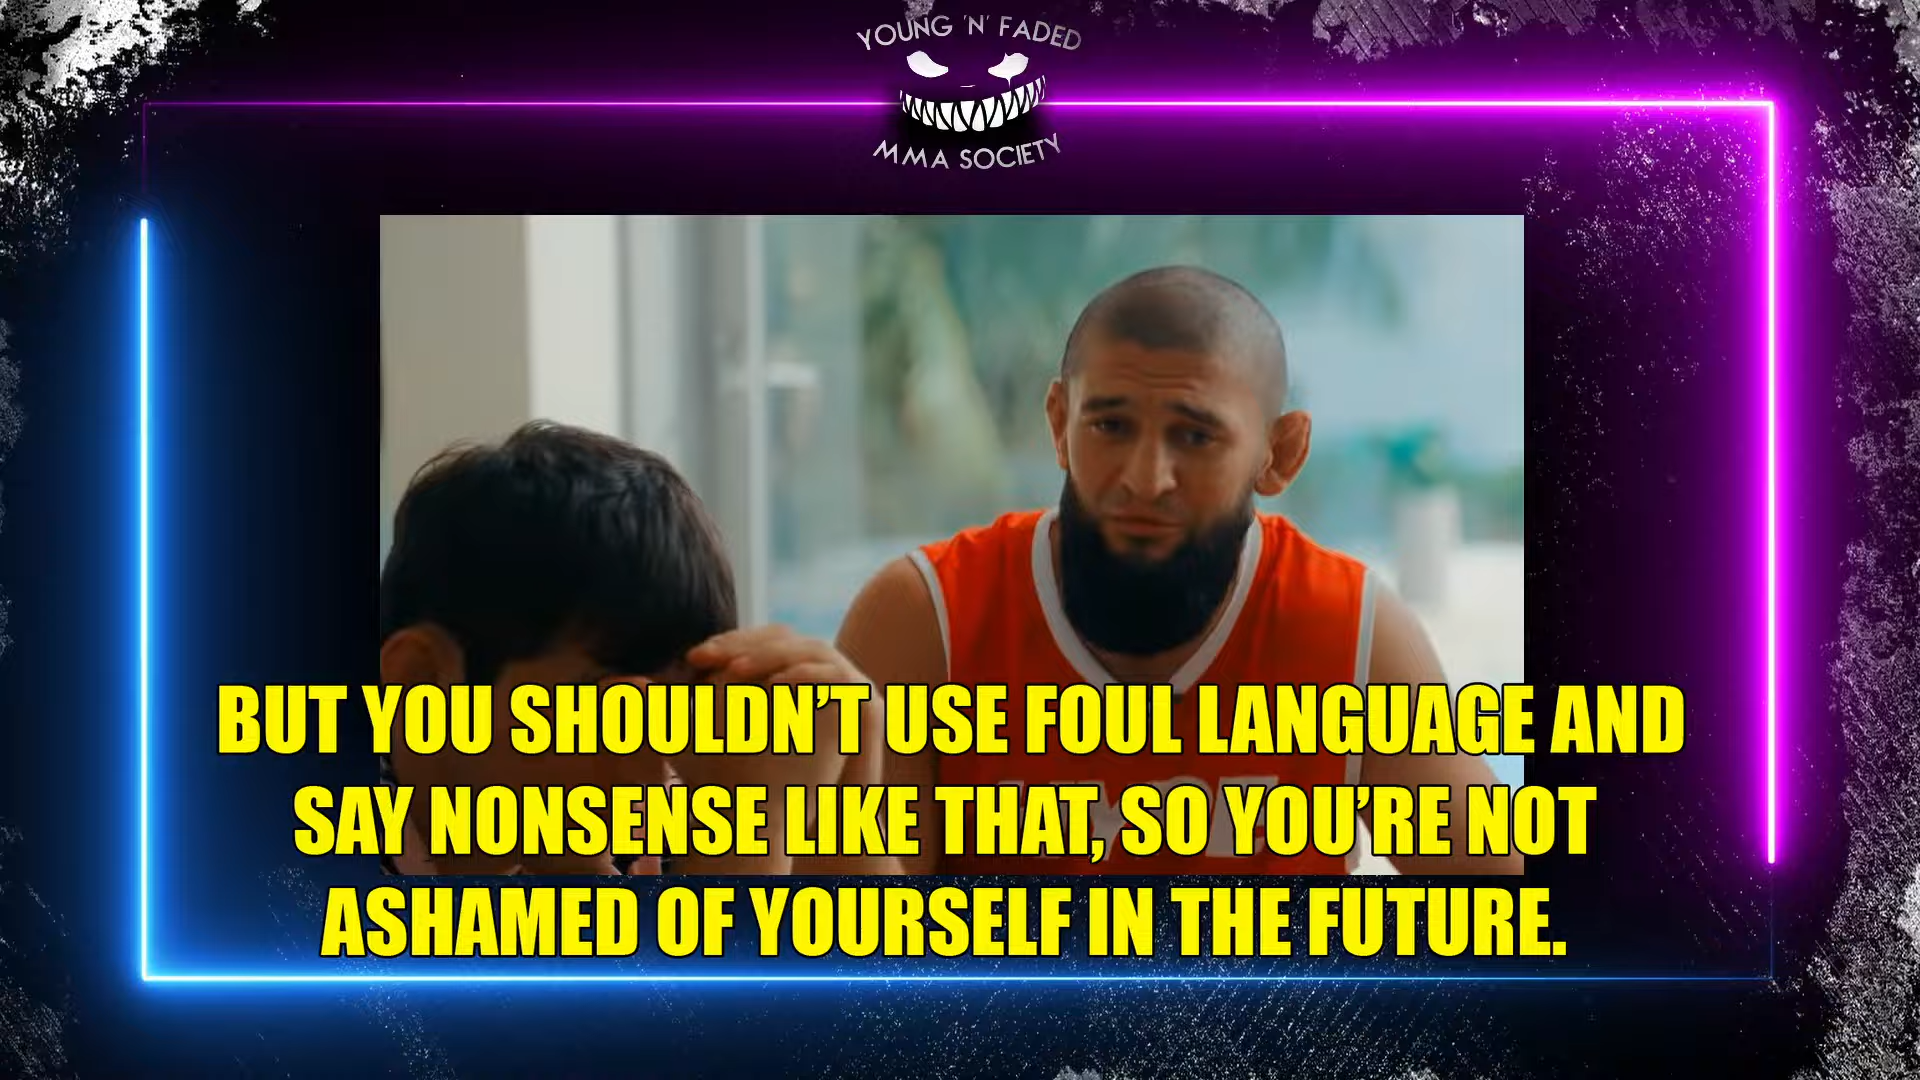 YOUNG 'N' FADED
MMA SOCIETY
BUT YOU SHOULDN'T USE FOUL LANGUAGE AND
SAY NONSENSE LIKE THAT, SO YOU'RE NOT
ASHAMED OF YOURSELF IN THE FUTURE.